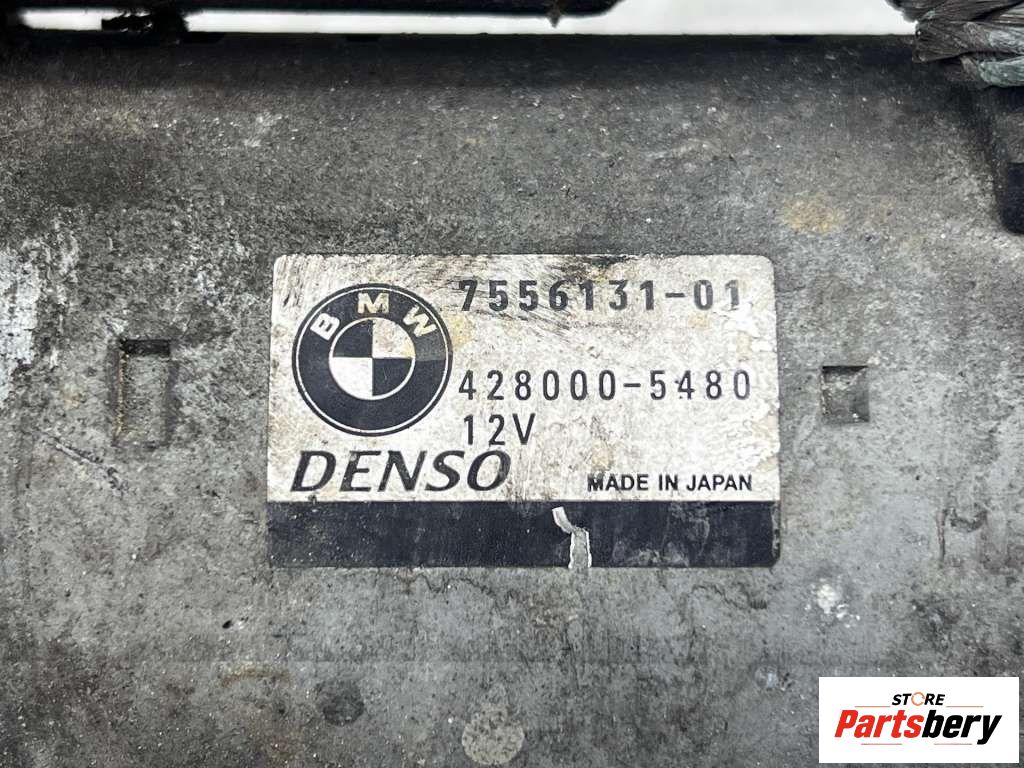 BMW
7556131-01
428000-5480
12V
DENSO
MADE IN JAPAN
STORE
Partsbery